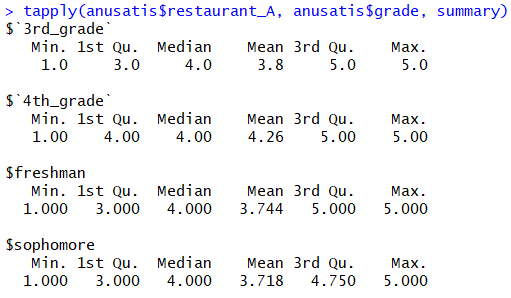 > tapply(anusatis$restaurant_A, anusatis$grade, summary)
$`3rd_grade`
   Min. 1st Qu.  Median    Mean 3rd Qu.    Max.
    1.0     3.0     4.0     3.8     5.0     5.0

$`4th_grade`
   Min. 1st Qu.  Median    Mean 3rd Qu.    Max.
   1.00    4.00    4.00    4.26    5.00    5.00

$freshman
   Min. 1st Qu.  Median    Mean 3rd Qu.    Max.
  1.000   3.000   4.000   3.744   5.000   5.000

$sophomore
   Min. 1st Qu.  Median    Mean 3rd Qu.    Max.
  1.000   3.000   4.000   3.718   4.750   5.000